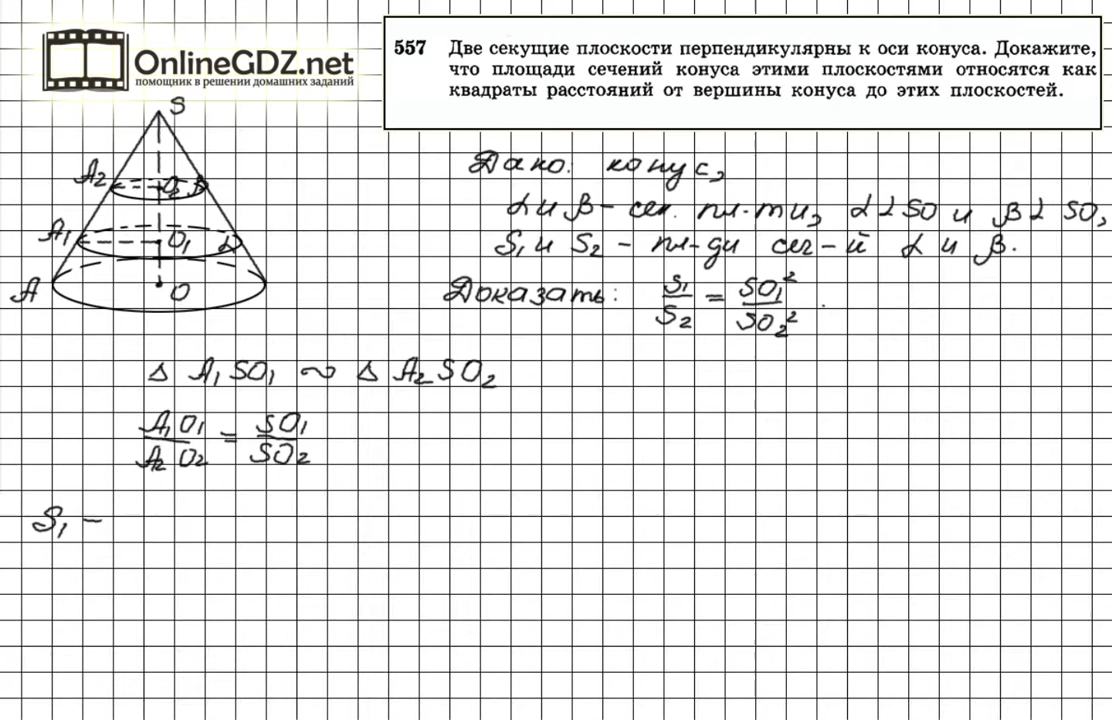 OnlineGDZ.net
помощник в решении домашних заданий
557 Две секущие плоскости перпендикулярны к оси конуса. Докажите,
что площади сечений конуса этими плоскостями относятся как
квадраты расстояний от вершины конуса до этих плоскостей.
S
A₂ O₂ β
A₁ O₁ α
A O
Дано: конус,
α и β – сек. пл-ти, α ⊥ SO и β ⊥ SO,
S₁ и S₂ – пл-ди сеч-й α и β.
Доказать: S₁/S₂ = SO₁²/SO₂².
△ A₁SO₁ ∾ △ A₂SO₂
A₁O₁/A₂O₂ = SO₁/SO₂
S₁ –